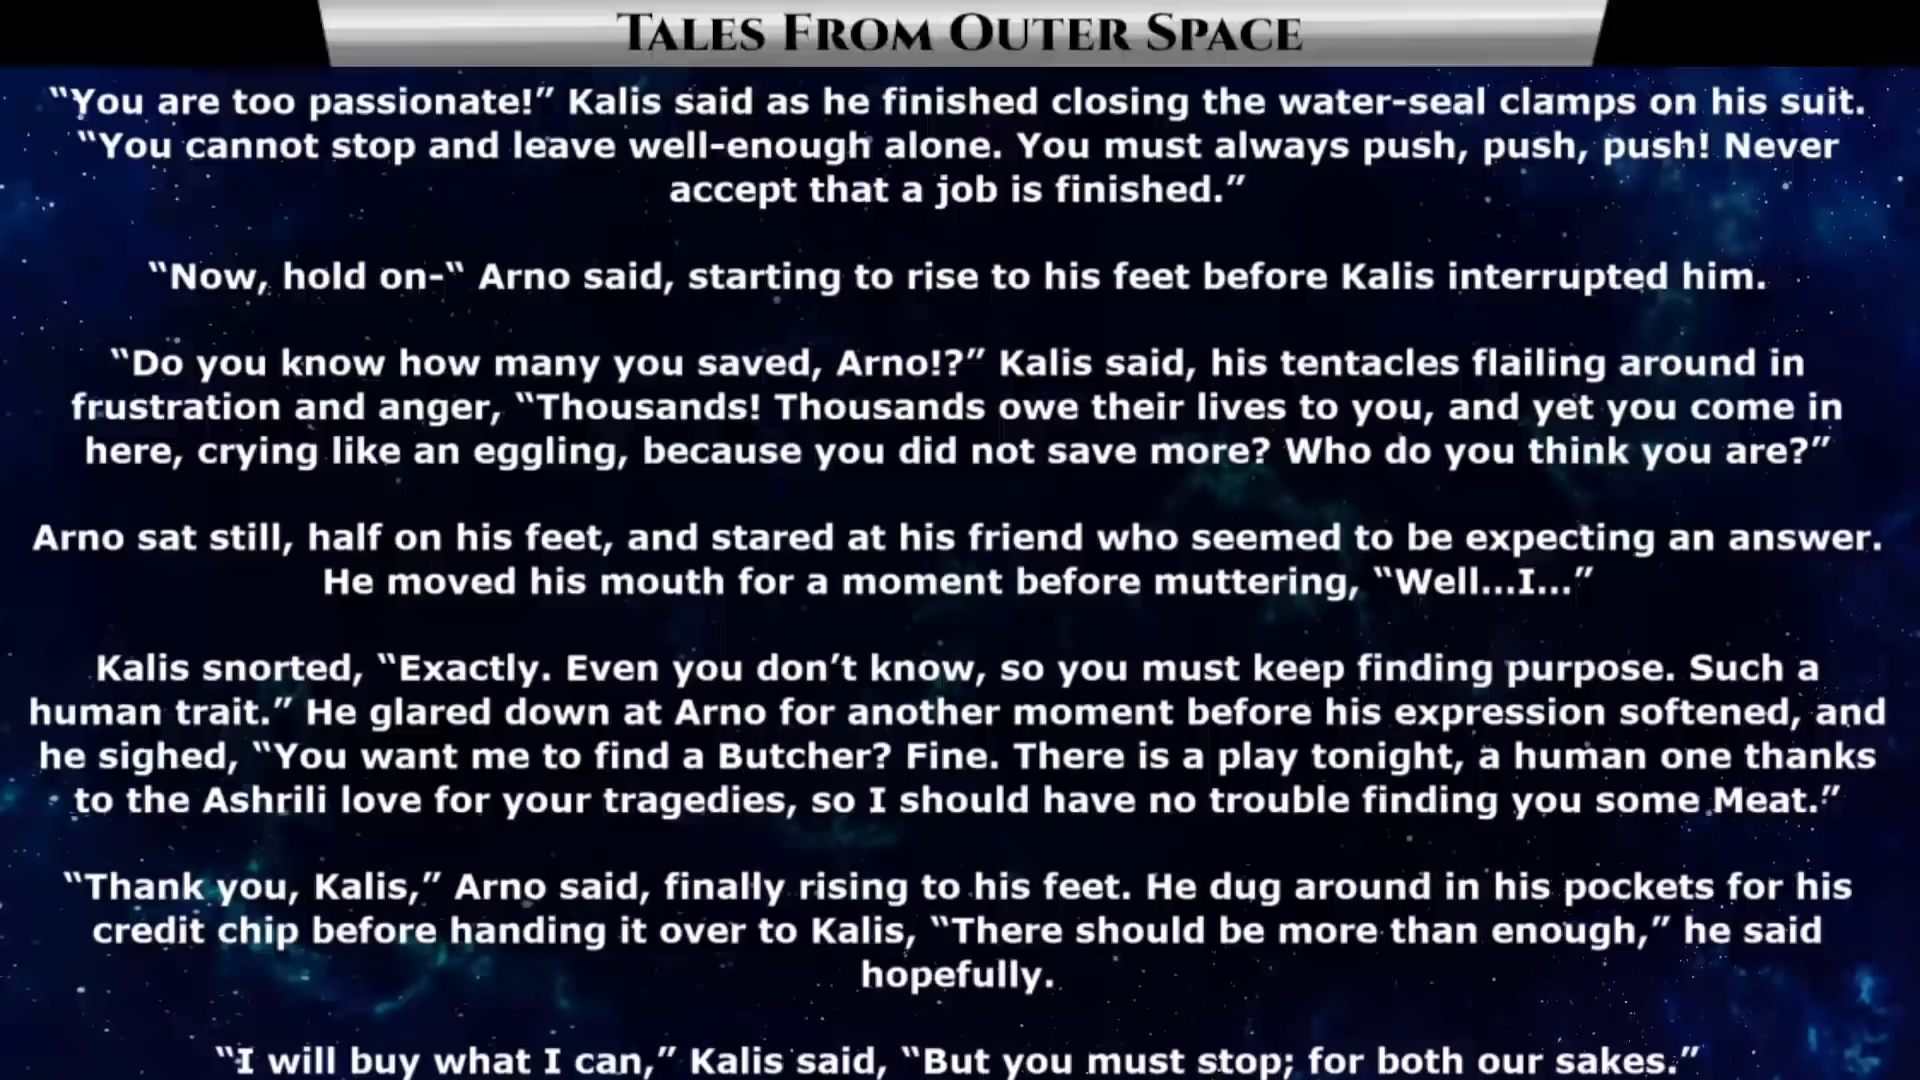 Tales From Outer Space
“You are too passionate!” Kalis said as he finished closing the water-seal clamps on his suit.
“You cannot stop and leave well-enough alone. You must always push, push, push! Never
accept that a job is finished.”
“Now, hold on-“ Arno said, starting to rise to his feet before Kalis interrupted him.
“Do you know how many you saved, Arno!?” Kalis said, his tentacles flailing around in
frustration and anger, “Thousands! Thousands owe their lives to you, and yet you come in
here, crying like an eggling, because you did not save more? Who do you think you are?”
Arno sat still, half on his feet, and stared at his friend who seemed to be expecting an answer.
He moved his mouth for a moment before muttering, “Well...I...”
Kalis snorted, “Exactly. Even you don’t know, so you must keep finding purpose. Such a
human trait.” He glared down at Arno for another moment before his expression softened, and
he sighed, “You want me to find a Butcher? Fine. There is a play tonight, a human one thanks
to the Ashrili love for your tragedies, so I should have no trouble finding you some Meat.”
“Thank you, Kalis,” Arno said, finally rising to his feet. He dug around in his pockets for his
credit chip before handing it over to Kalis, “There should be more than enough,” he said
hopefully.
“I will buy what I can,” Kalis said, “But you must stop; for both our sakes.”